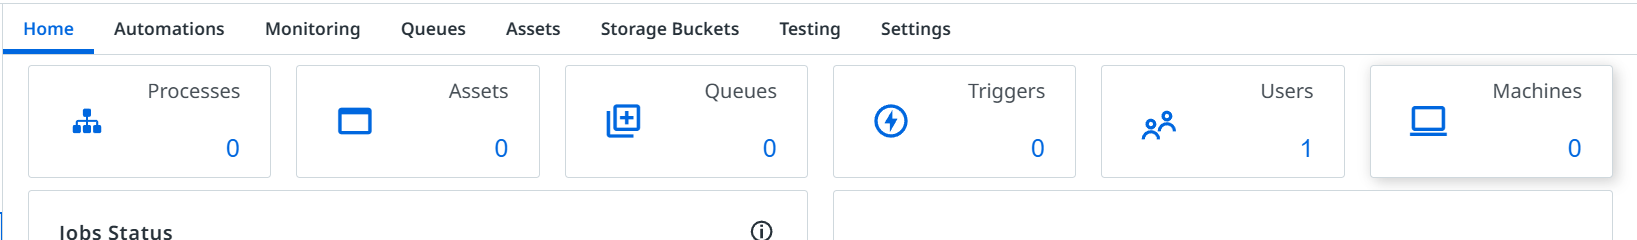 Home Automations Monitoring Queues Assets Storage Buckets Testing Settings
Processes Assets Queues Triggers Users Machines
0 0 0 0 1 0
Jobs Status